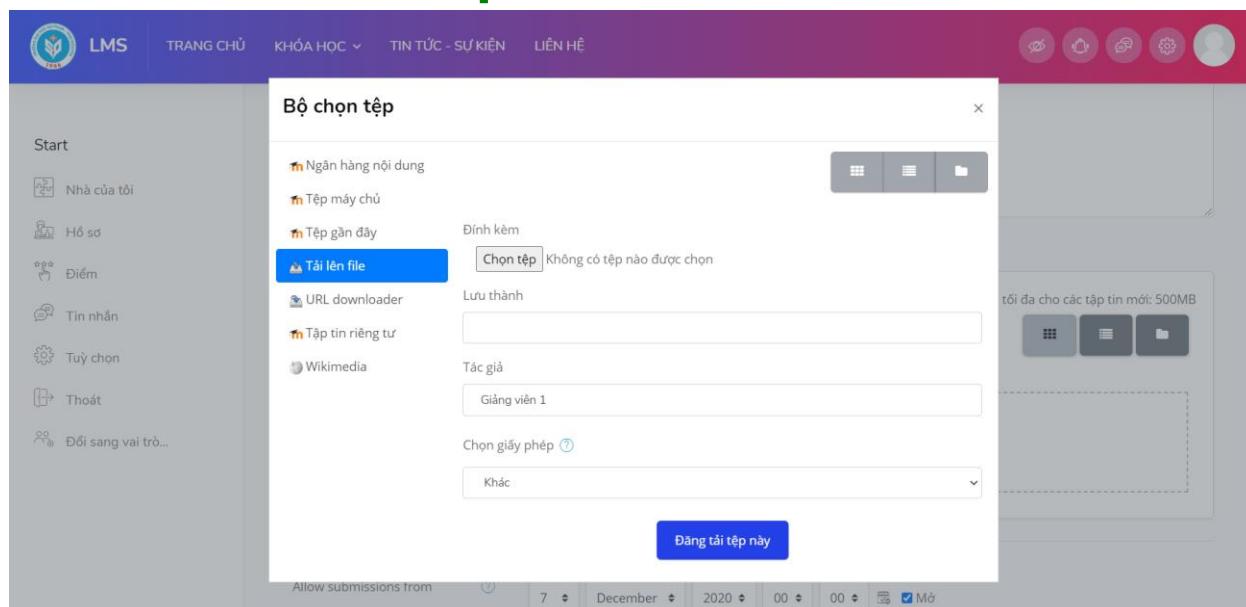 LMS TRANG CHỦ KHÓA HỌC TIN TỨC - SỰ KIỆN LIÊN HỆ
Bộ chọn tệp ×
Start
Nhà của tôi
Hồ sơ
Điểm
Tin nhắn
Tuỳ chọn
Thoát
Đổi sang vai trò...
Ngân hàng nội dung
Tệp máy chủ
Tệp gần đây
Tải lên file
URL downloader
Tập tin riêng tư
Wikimedia
Đính kèm
Chọn tệp Không có tệp nào được chọn
Lưu thành
Tác giả
Giảng viên 1
Chọn giấy phép ?
Khác
Đăng tải tệp này
tối đa cho các tập tin mới: 500MB
Allow submissions from ? 7 December 2020 00 00 Mở